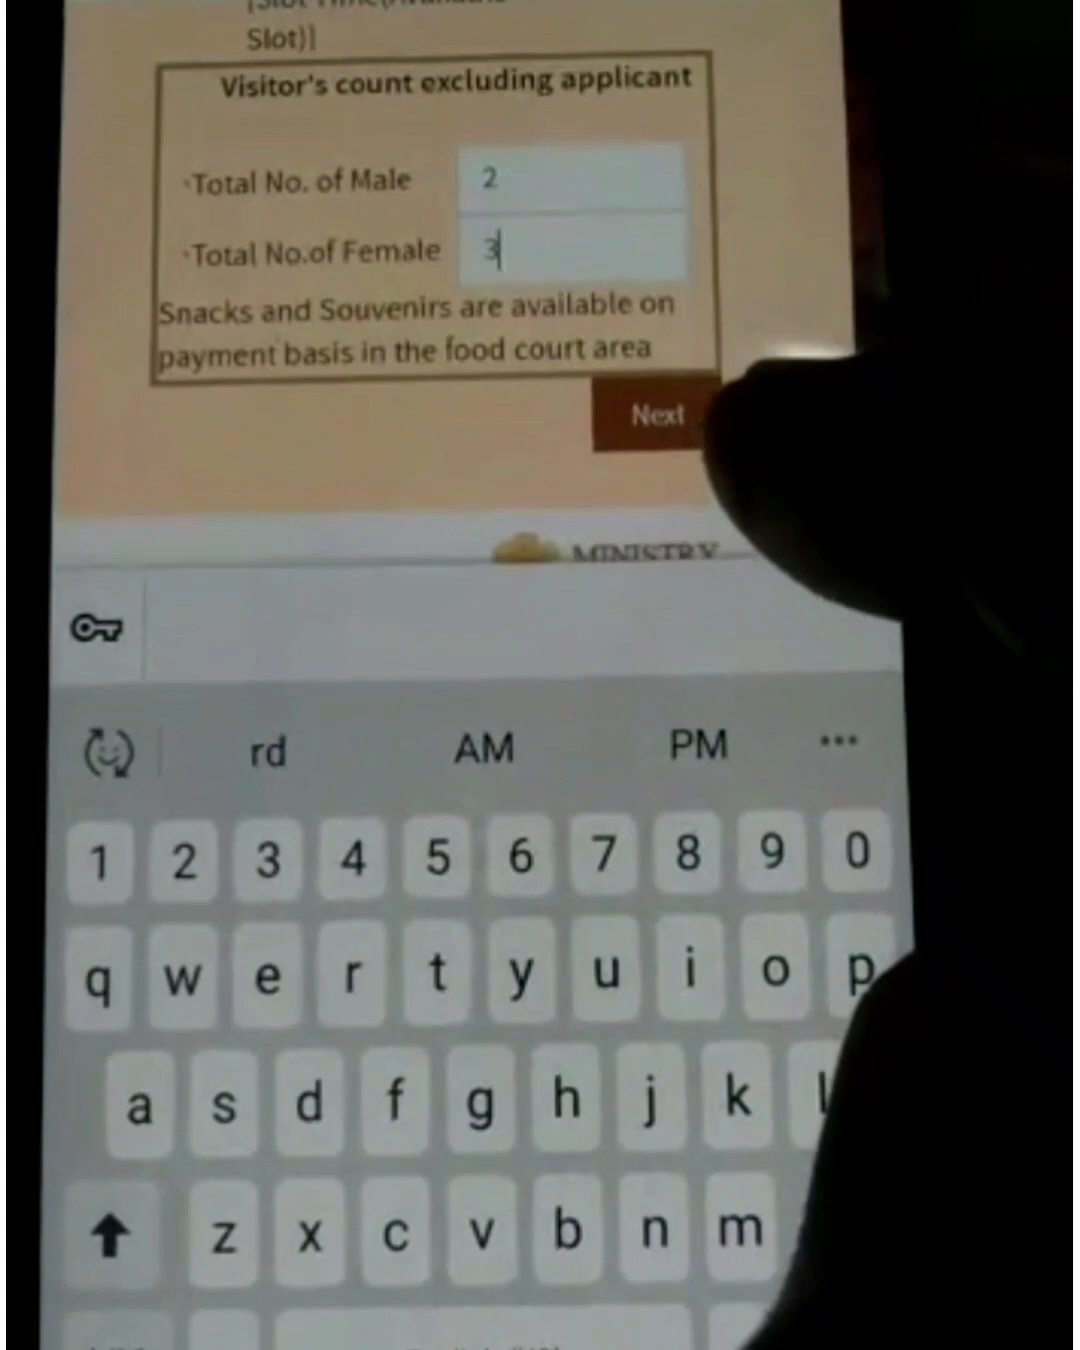 Slot)]
Visitor's count excluding applicant
Total No. of Male 2
Total No.of Female 3
Snacks and Souvenirs are available on
payment basis in the food court area
Next
MINISTRY
rd AM PM ...
1 2 3 4 5 6 7 8 9 0
q w e r t y u i o p
a s d f g h j k l
z x c v b n m